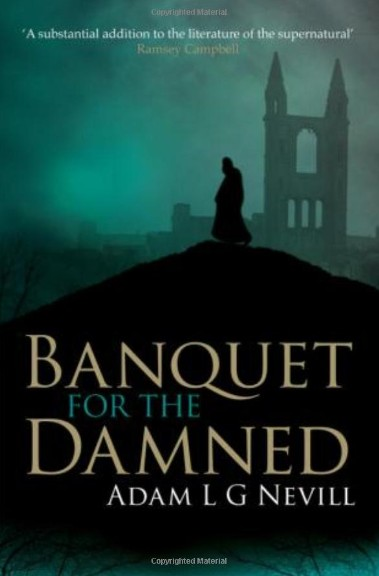 Copyrighted Material
‘A substantial addition to the literature of the supernatural’
Ramsey Campbell
BANQUET
FOR THE
DAMNED
ADAM L G NEVILL
Copyrighted Material